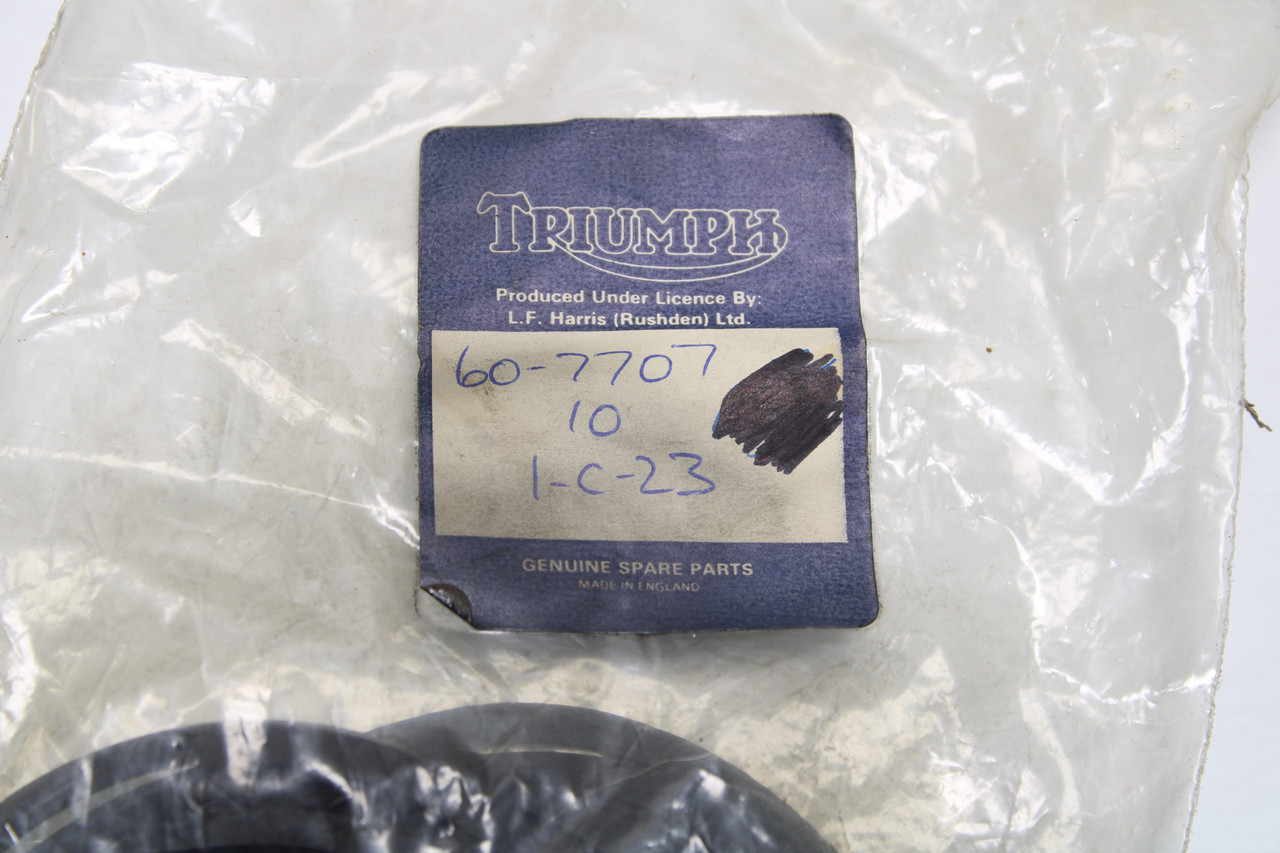 TRIUMPH
Produced Under Licence By:
L.F. Harris (Rushden) Ltd.
60-7707
10
1-C-23
GENUINE SPARE PARTS
MADE IN ENGLAND